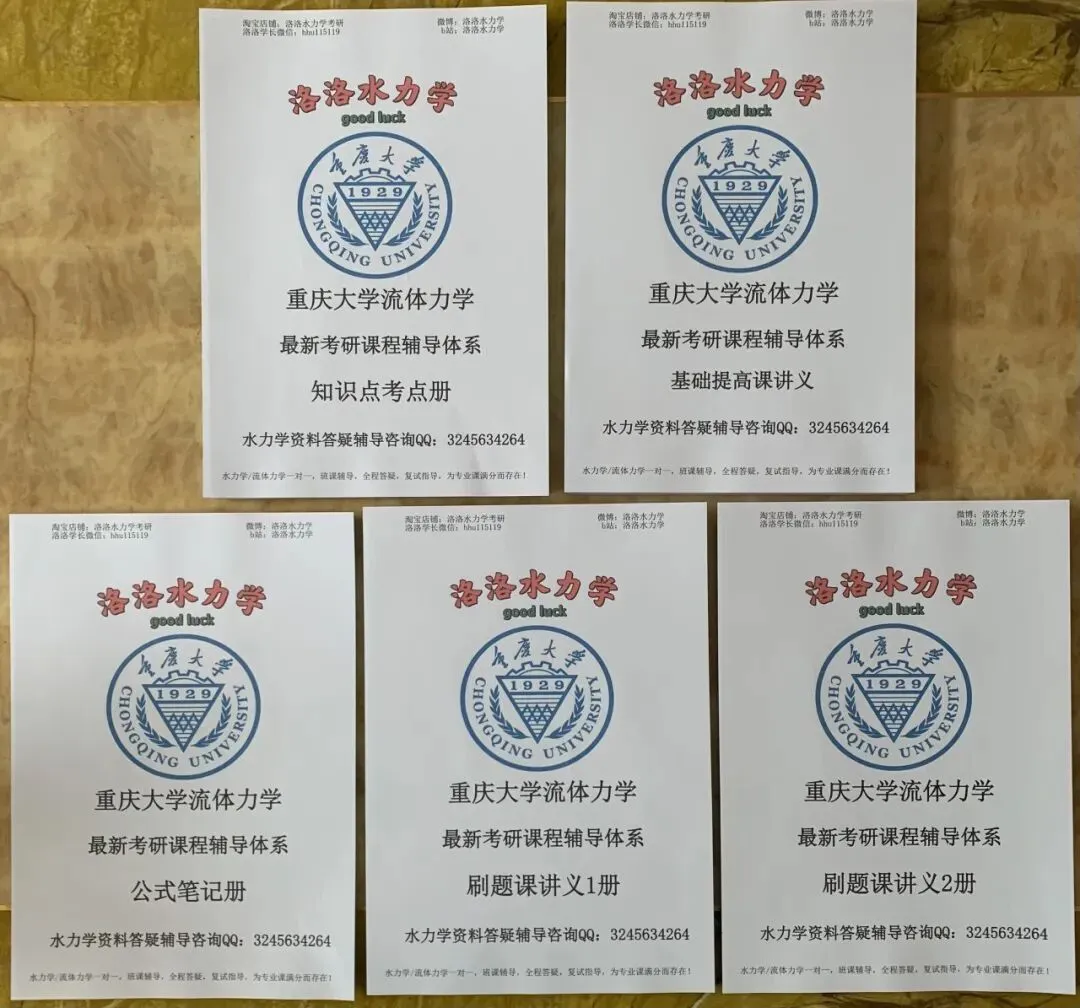 淘宝店铺：洛洛水力学考研
洛洛学长微信：hhu115119
微博：洛洛水力学
b站：洛洛水力学
洛洛水力学
good luck
重庆大学
1929
CHONGQING UNIVERSITY
重庆大学流体力学
最新考研课程辅导体系
知识点考点册
水力学资料答疑辅导咨询QQ：3245634264
水力学/流体力学一对一，班课辅导，全程答疑，复试指导，为专业课满分而存在！
淘宝店铺：洛洛水力学考研
洛洛学长微信：hhu115119
微博：洛洛水力学
b站：洛洛水力学
洛洛水力学
good luck
重庆大学
1929
CHONGQING UNIVERSITY
重庆大学流体力学
最新考研课程辅导体系
基础提高课讲义
水力学资料答疑辅导咨询QQ：3245634264
水力学/流体力学一对一，班课辅导，全程答疑，复试指导，为专业课满分而存在！
淘宝店铺：洛洛水力学考研
洛洛学长微信：hhu115119
微博：洛洛水力学
b站：洛洛水力学
洛洛水力学
good luck
重庆大学
1929
CHONGQING UNIVERSITY
重庆大学流体力学
最新考研课程辅导体系
公式笔记册
水力学资料答疑辅导咨询QQ：3245634264
水力学/流体力学一对一，班课辅导，全程答疑，复试指导，为专业课满分而存在！
淘宝店铺：洛洛水力学考研
洛洛学长微信：hhu115119
微博：洛洛水力学
b站：洛洛水力学
洛洛水力学
good luck
重庆大学
1929
CHONGQING UNIVERSITY
重庆大学流体力学
最新考研课程辅导体系
刷题课讲义1册
水力学资料答疑辅导咨询QQ：3245634264
水力学/流体力学一对一，班课辅导，全程答疑，复试指导，为专业课满分而存在！
淘宝店铺：洛洛水力学考研
洛洛学长微信：hhu115119
微博：洛洛水力学
b站：洛洛水力学
洛洛水力学
good luck
重庆大学
1929
CHONGQING UNIVERSITY
重庆大学流体力学
最新考研课程辅导体系
刷题课讲义2册
水力学资料答疑辅导咨询QQ：3245634264
水力学/流体力学一对一，班课辅导，全程答疑，复试指导，为专业课满分而存在！